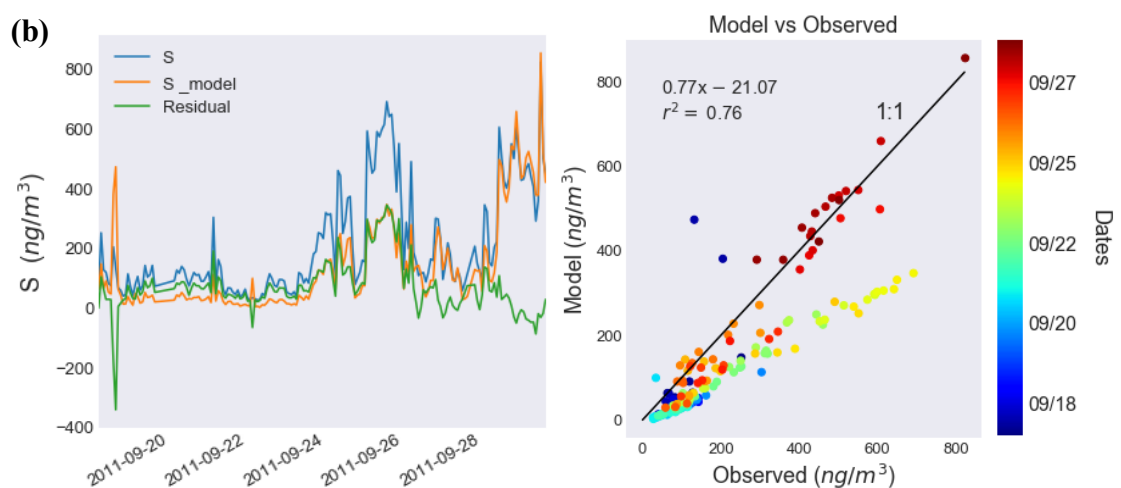 (b)
S
S _model
Residual
S (ng/m³)
800
600
400
200
0
−200
−400
2011-09-20
2011-09-22
2011-09-24
2011-09-26
2011-09-28
Model vs Observed
0.77x − 21.07
r² = 0.76
1:1
Model (ng/m³)
800
600
400
200
0
0 200 400 600 800
Observed (ng/m³)
09/27
09/25
09/22
09/20
09/18
Dates